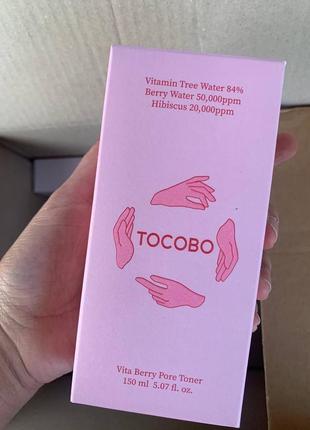 Vitamin Tree Water 84%
Berry Water 50,000ppm
Hibiscus 20,000ppm
TOCOBO
Vita Berry Pore Toner
150 ml 5.07 fl. oz.